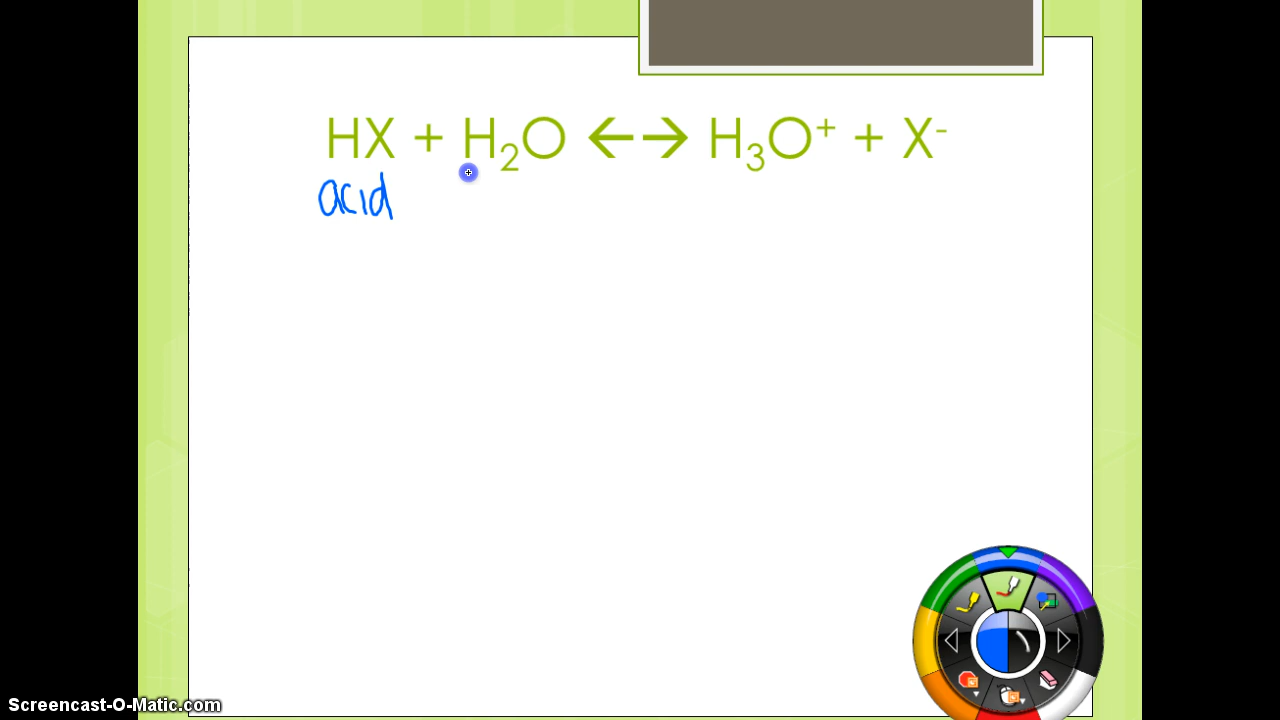 HX + H₂O ←→ H₃O⁺ + X⁻
acid
Screencast-O-Matic.com